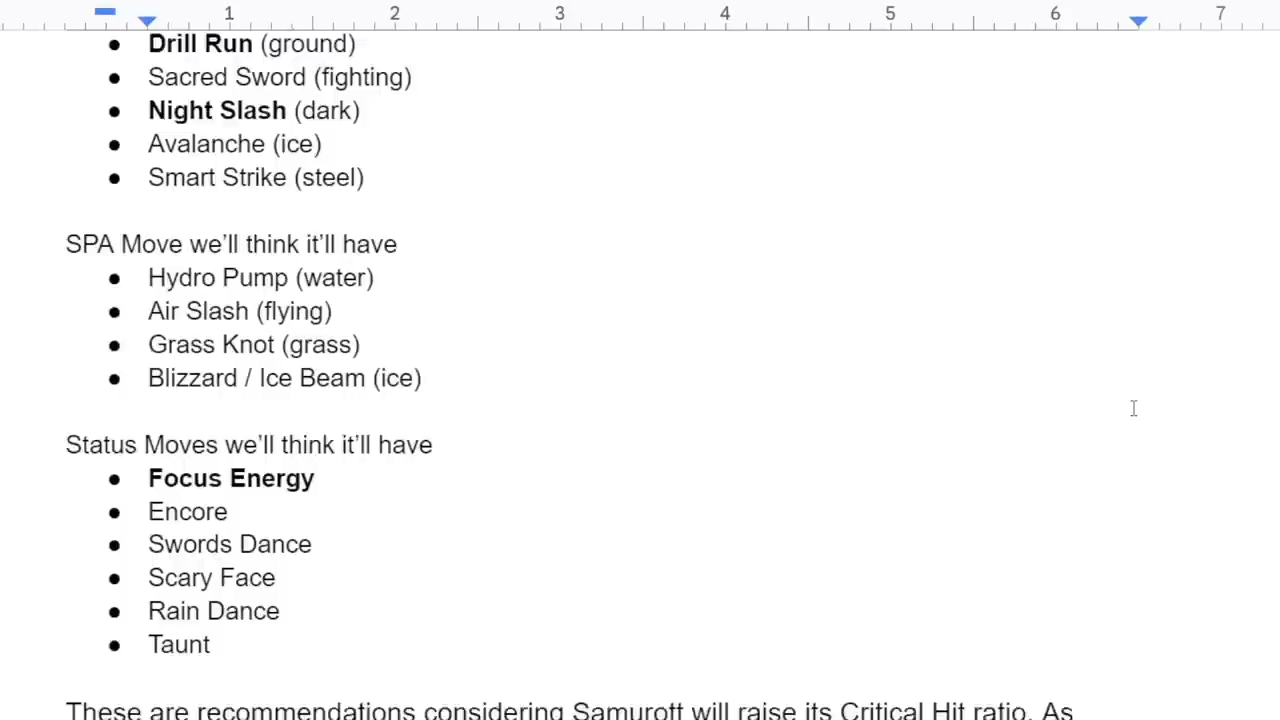 1 2 3 4 5 6 7
● Drill Run (ground)
● Sacred Sword (fighting)
● Night Slash (dark)
● Avalanche (ice)
● Smart Strike (steel)
SPA Move we’ll think it’ll have
● Hydro Pump (water)
● Air Slash (flying)
● Grass Knot (grass)
● Blizzard / Ice Beam (ice)
Status Moves we’ll think it’ll have
● Focus Energy
● Encore
● Swords Dance
● Scary Face
● Rain Dance
● Taunt
These are recommendations considering Samurott will raise its Critical Hit ratio. As